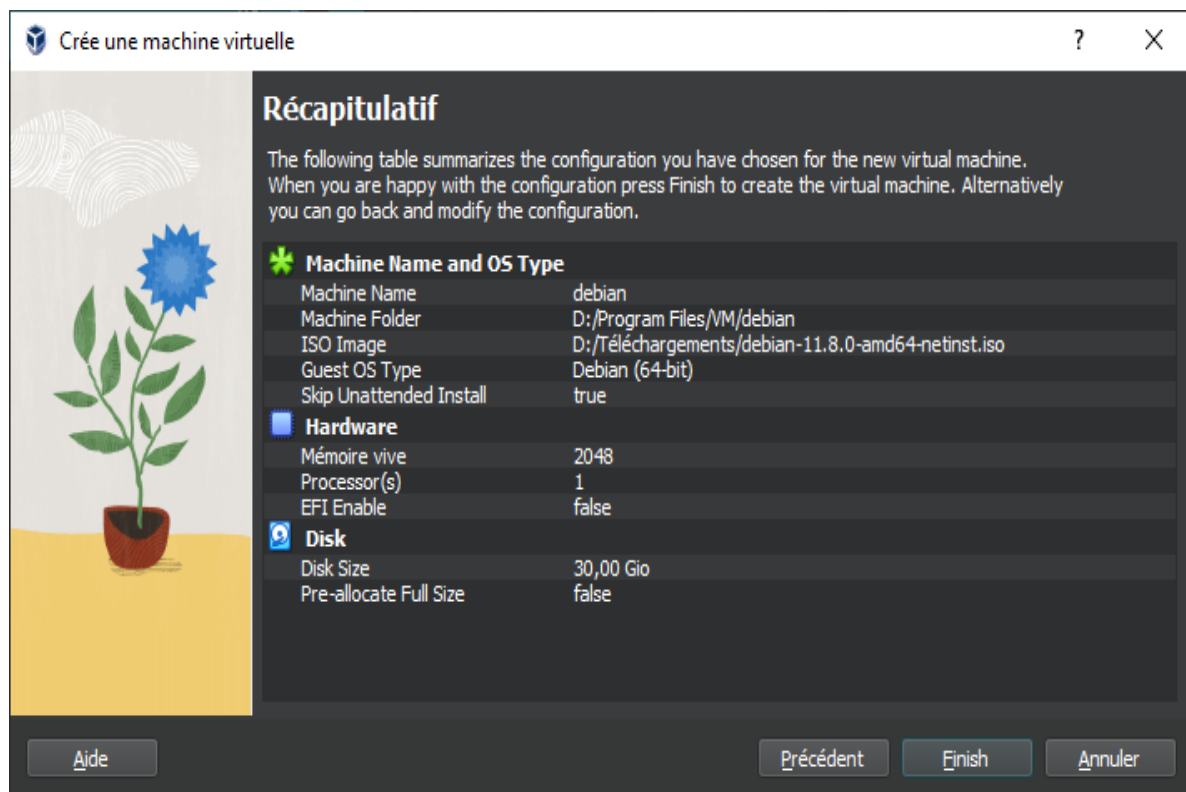 Crée une machine virtuelle ?
Récapitulatif
The following table summarizes the configuration you have chosen for the new virtual machine.
When you are happy with the configuration press Finish to create the virtual machine. Alternatively
you can go back and modify the configuration.
Machine Name and OS Type
Machine Name debian
Machine Folder D:/Program Files/VM/debian
ISO Image D:/Téléchargements/debian-11.8.0-amd64-netinst.iso
Guest OS Type Debian (64-bit)
Skip Unattended Install true
Hardware
Mémoire vive 2048
Processor(s) 1
EFI Enable false
Disk
Disk Size 30,00 Gio
Pre-allocate Full Size false
Aide Précédent Finish Annuler